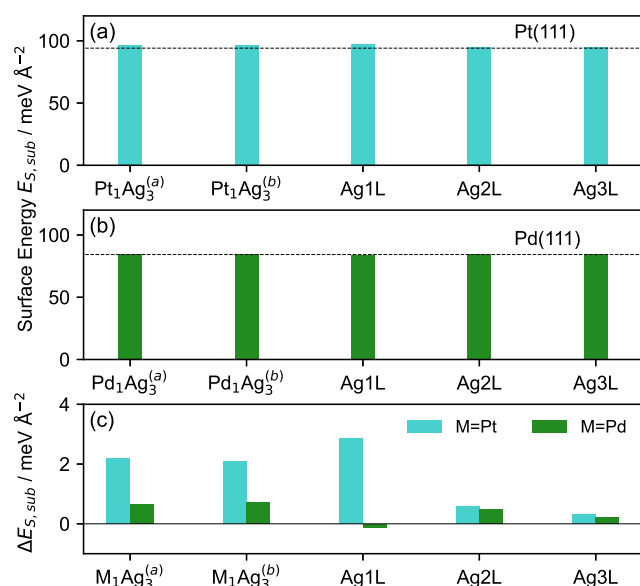 (a)
Pt(111)
100
50
0
Pt₁Ag₃⁽ᵃ⁾ Pt₁Ag₃⁽ᵇ⁾ Ag1L Ag2L Ag3L
Surface Energy E_{S,sub} / meV Å⁻²
(b)
Pd(111)
100
50
0
Pd₁Ag₃⁽ᵃ⁾ Pd₁Ag₃⁽ᵇ⁾ Ag1L Ag2L Ag3L
(c)
M=Pt M=Pd
4
2
0
ΔE_{S,sub} / meV Å⁻²
M₁Ag₃⁽ᵃ⁾ M₁Ag₃⁽ᵇ⁾ Ag1L Ag2L Ag3L